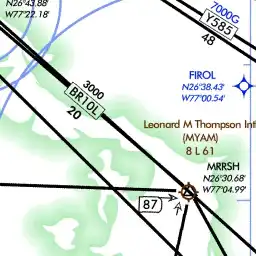 N26°43.88'
W77°22.18'
7000G
Y585
48
3000
BR10L
20
FIROL
N26°38.43'
W77°00.54'
Leonard M Thompson Int
(MYAM)
8 L 61
MRRSH
N26°30.68'
W77°04.99'
87